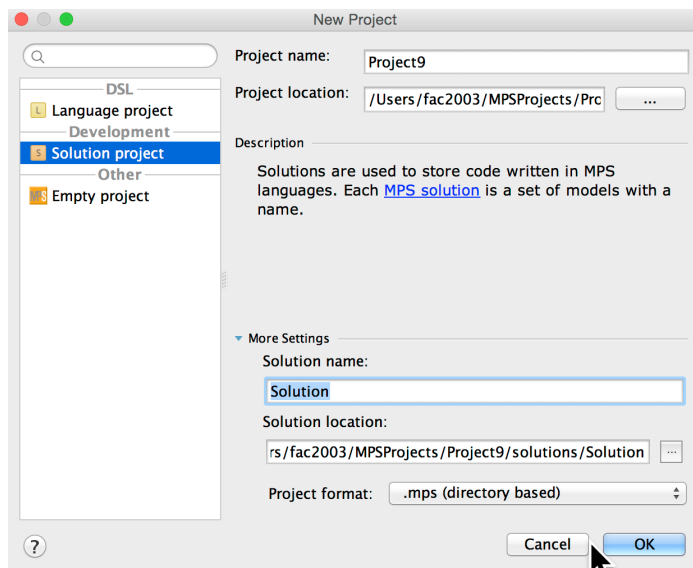 New Project
DSL
L Language project
Development
S Solution project
Other
MPS Empty project
Project name:
Project9
Project location:
/Users/fac2003/MPSProjects/Pro
...
Description
Solutions are used to store code written in MPS
languages. Each MPS solution is a set of models with a
name.
More Settings
Solution name:
Solution
Solution location:
rs/fac2003/MPSProjects/Project9/solutions/Solution
...
Project format:
.mps (directory based)
?
Cancel
OK